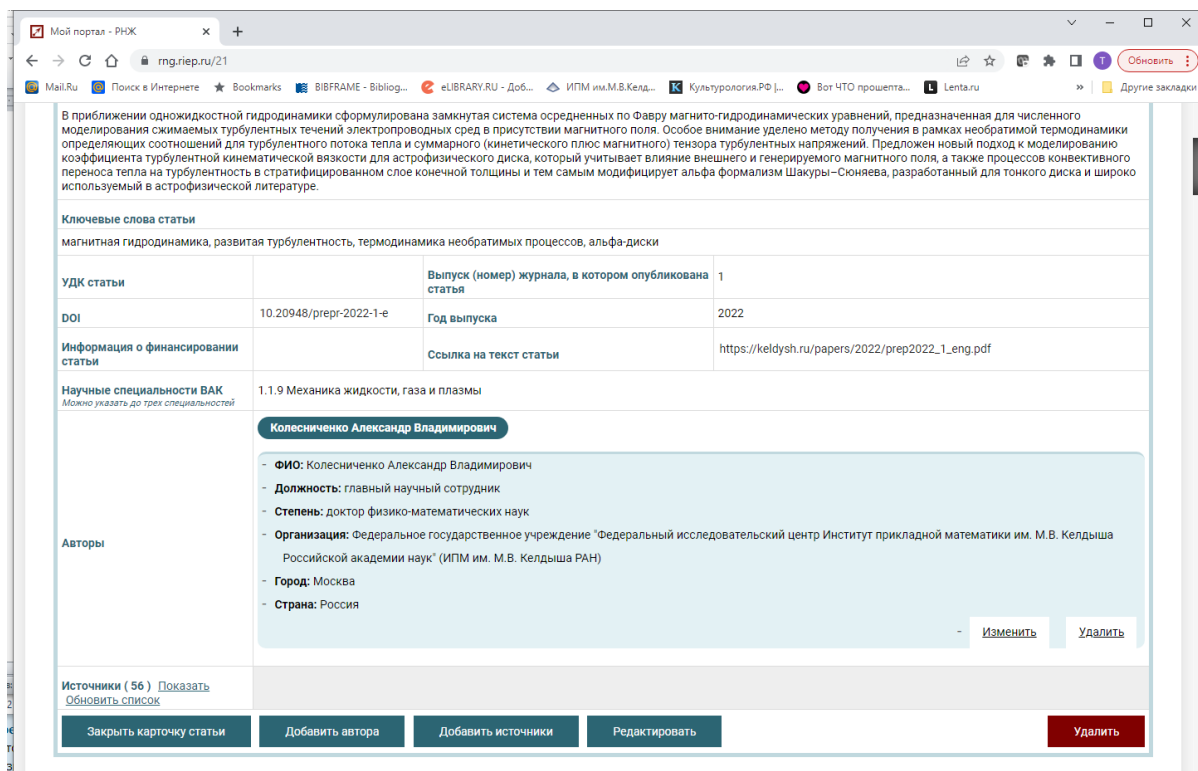 Мой портал - РНЖ
rng.riep.ru/21
Обновить
Mail.Ru Поиск в Интернете Bookmarks BIBFRAME - Bibliog... eLIBRARY.RU - Доб... ИПМ им.М.В.Келд... Культурология.РФ |... Вот ЧТО прошепта... Lenta.ru » Другие закладки
В приближении одножидкостной гидродинамики сформулирована замкнутая система осредненных по Фавру магнито-гидродинамических уравнений, предназначенная для численного
моделирования сжимаемых турбулентных течений электропроводных сред в присутствии магнитного поля. Особое внимание уделено методу получения в рамках необратимой термодинамики
определяющих соотношений для турбулентного потока тепла и суммарного (кинетического плюс магнитного) тензора турбулентных напряжений. Предложен новый подход к моделированию
коэффициента турбулентной кинематической вязкости для астрофизического диска, который учитывает влияние внешнего и генерируемого магнитного поля, а также процессов конвективного
переноса тепла на турбулентность в стратифицированном слое конечной толщины и тем самым модифицирует альфа формализм Шакуры–Сюняева, разработанный для тонкого диска и широко
используемый в астрофизической литературе.
Ключевые слова статьи
магнитная гидродинамика, развитая турбулентность, термодинамика необратимых процессов, альфа-диски
УДК статьи
Выпуск (номер) журнала, в котором опубликована
статья
1
DOI
10.20948/prepr-2022-1-e
Год выпуска
2022
Информация о финансировании
статьи
Ссылка на текст статьи
https://keldysh.ru/papers/2022/prep2022_1_eng.pdf
Научные специальности ВАК
Можно указать до трех специальностей
1.1.9 Механика жидкости, газа и плазмы
Авторы
Колесниченко Александр Владимирович
- ФИО: Колесниченко Александр Владимирович
- Должность: главный научный сотрудник
- Степень: доктор физико-математических наук
- Организация: Федеральное государственное учреждение "Федеральный исследовательский центр Институт прикладной математики им. М.В. Келдыша
Российской академии наук" (ИПМ им. М.В. Келдыша РАН)
- Город: Москва
- Страна: Россия
- Изменить Удалить
Источники ( 56 ) Показать
Обновить список
Закрыть карточку статьи Добавить автора Добавить источники Редактировать Удалить